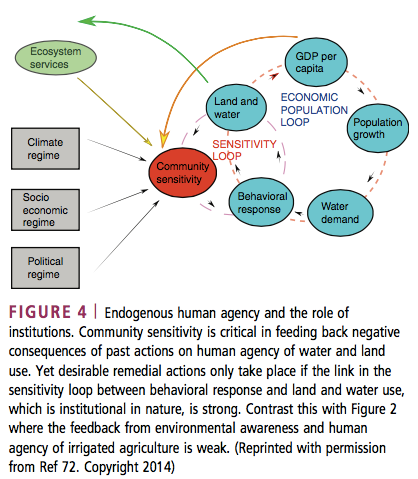 Ecosystem
services
GDP per
capita
Land and
water
ECONOMIC
POPULATION
LOOP
Population
growth
Climate
regime
SENSITIVITY
LOOP
Community
sensitivity
Socio
economic
regime
Behavioral
response
Water
demand
Political
regime
FIGURE 4 | Endogenous human agency and the role of
institutions. Community sensitivity is critical in feeding back negative
consequences of past actions on human agency of water and land
use. Yet desirable remedial actions only take place if the link in the
sensitivity loop between behavioral response and land and water use,
which is institutional in nature, is strong. Contrast this with Figure 2
where the feedback from environmental awareness and human
agency of irrigated agriculture is weak. (Reprinted with permission
from Ref 72. Copyright 2014)